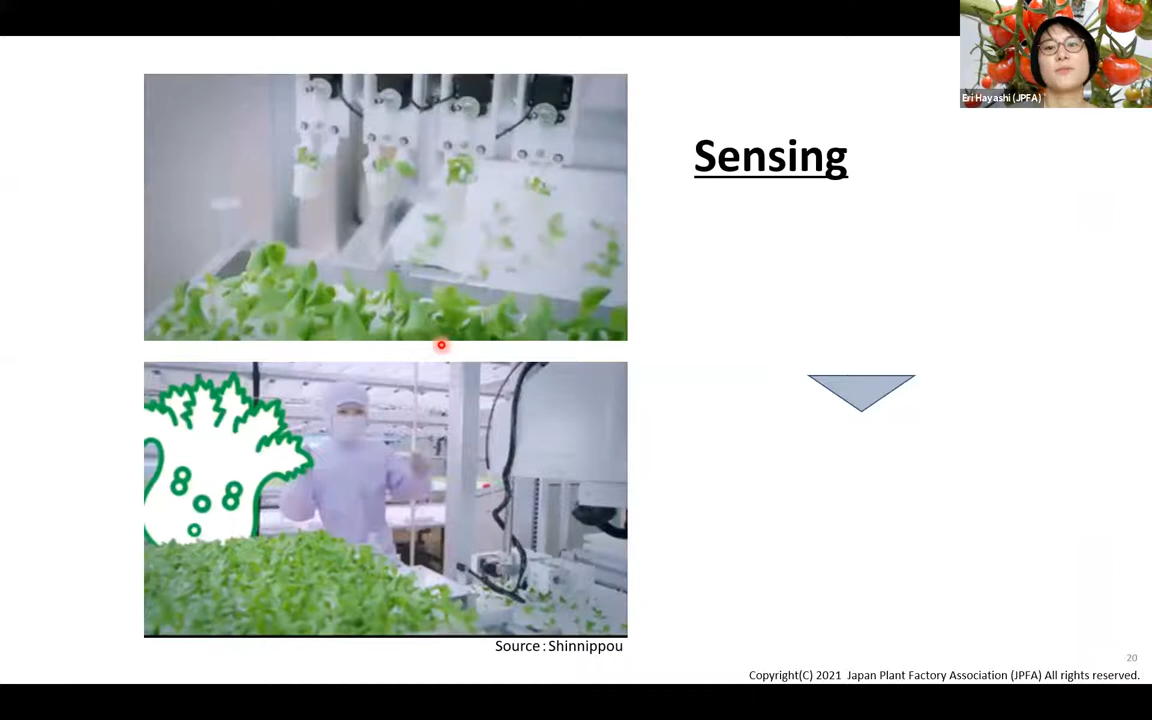 Eri Hayashi (JPFA)
Sensing
Source : Shinnippou
20
Copyright(C) 2021 Japan Plant Factory Association (JPFA) All rights reserved.